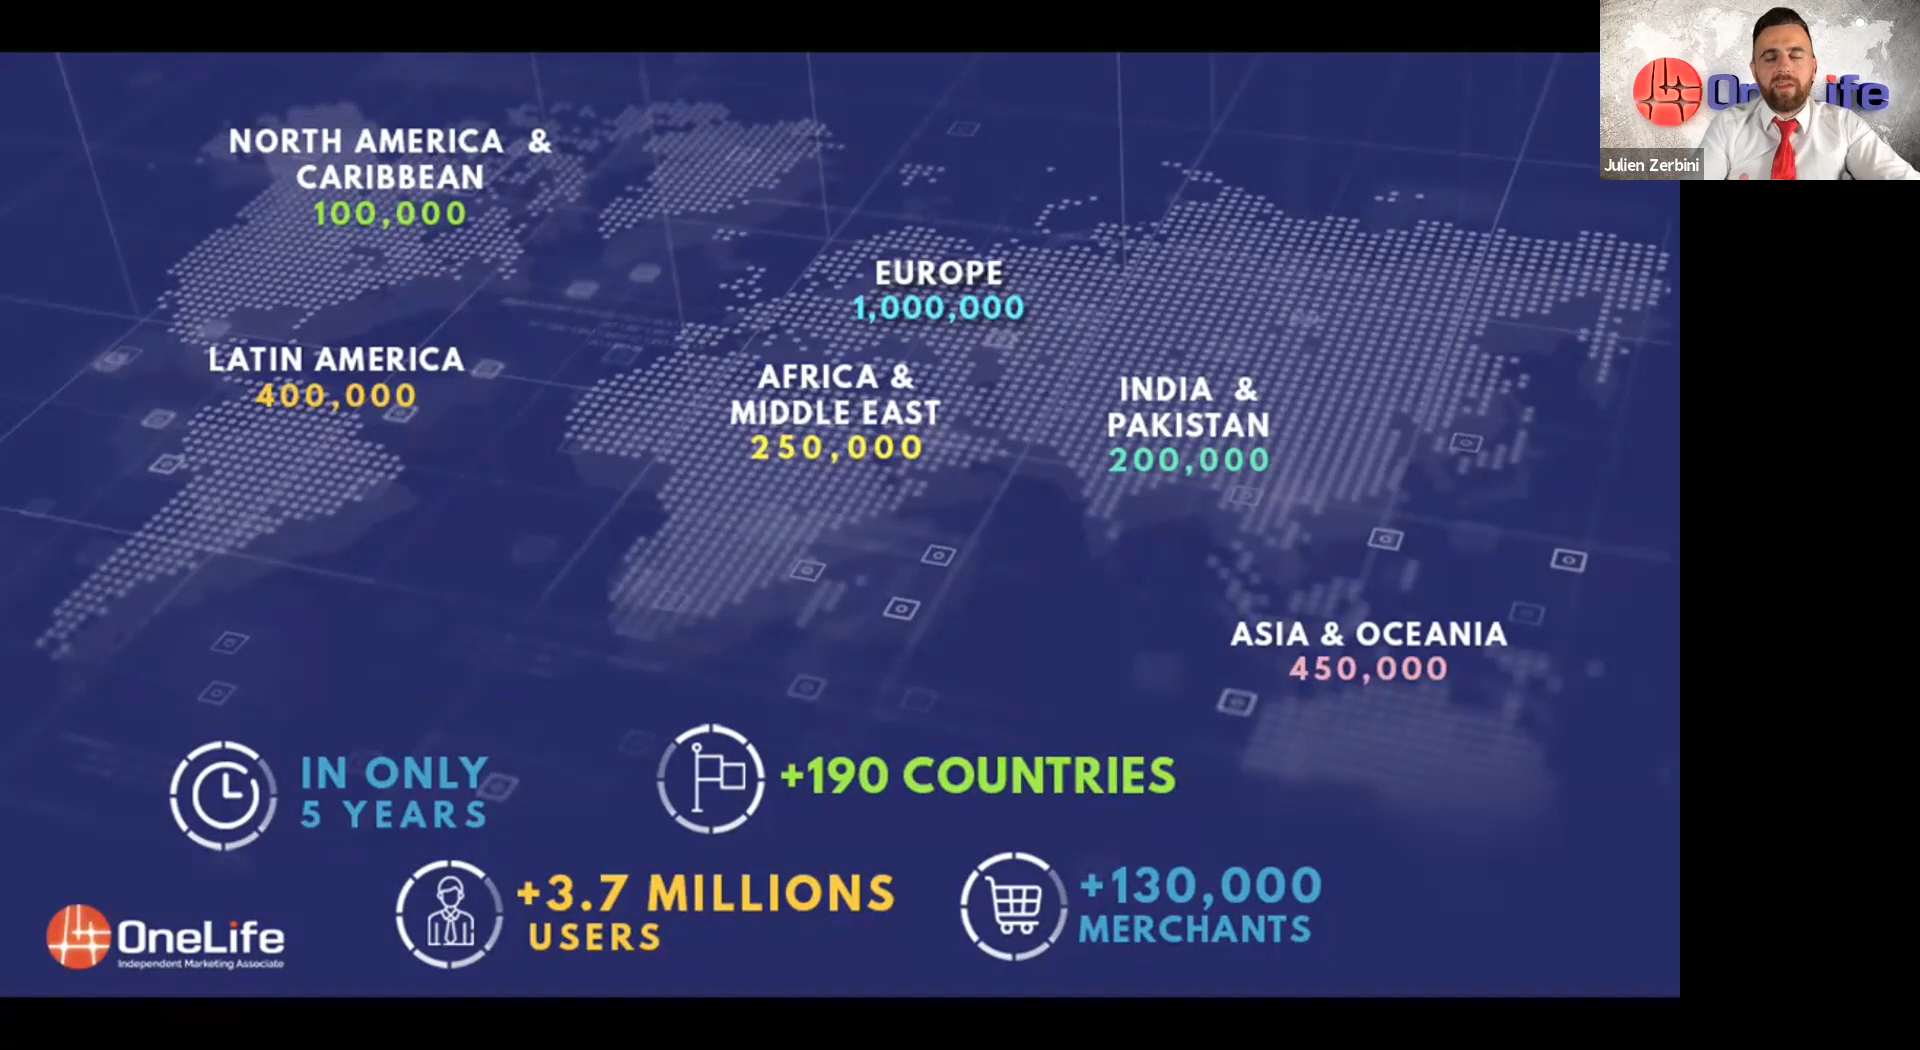 NORTH AMERICA &
CARIBBEAN
100,000
EUROPE
1,000,000
LATIN AMERICA
400,000
AFRICA &
MIDDLE EAST
250,000
INDIA &
PAKISTAN
200,000
ASIA & OCEANIA
450,000
IN ONLY
5 YEARS
+190 COUNTRIES
+3.7 MILLIONS
USERS
+130,000
MERCHANTS
OneLife
Independent Marketing Associate
OneLife
Julien Zerbini